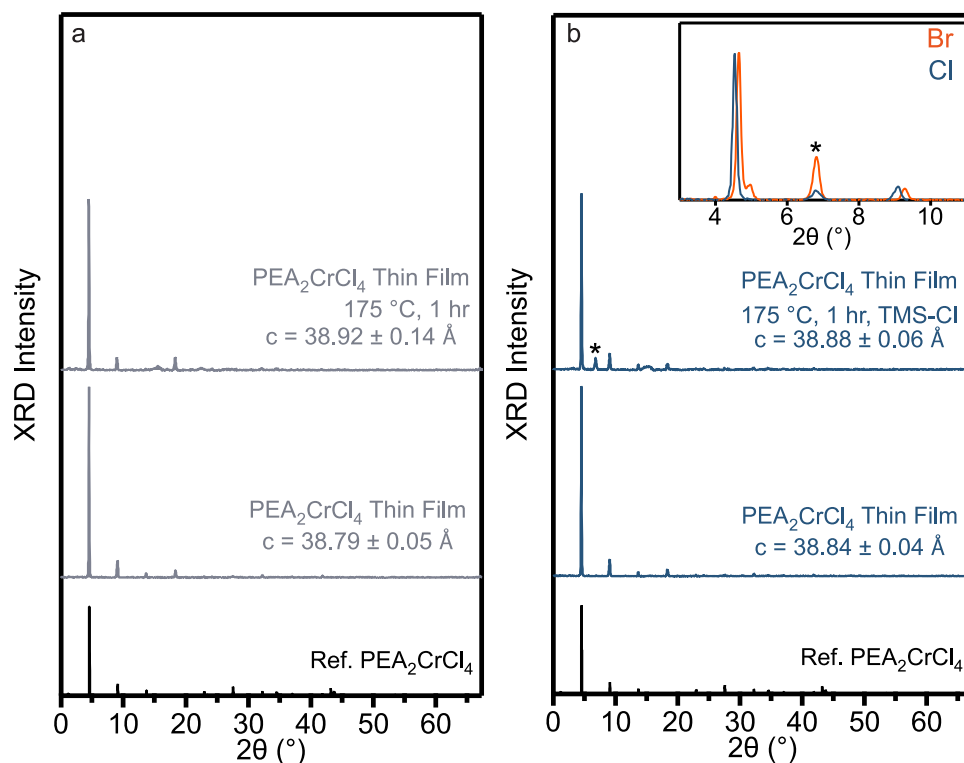 a
XRD Intensity
PEA₂CrCl₄ Thin Film
175 °C, 1 hr
c = 38.92 ± 0.14 Å
PEA₂CrCl₄ Thin Film
c = 38.79 ± 0.05 Å
Ref. PEA₂CrCl₄
0 10 20 30 40 50 60
2θ (°)
b
Br
Cl
*
4 6 8 10
2θ (°)
XRD Intensity
PEA₂CrCl₄ Thin Film
175 °C, 1 hr, TMS-Cl
c = 38.88 ± 0.06 Å
*
PEA₂CrCl₄ Thin Film
c = 38.84 ± 0.04 Å
Ref. PEA₂CrCl₄
0 10 20 30 40 50 60
2θ (°)